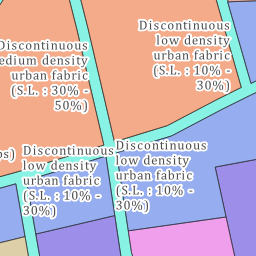 Discontinuous
low density
urban fabric
(S.L. : 10% -
30%)
Discontinuous
medium density
urban fabric
(S.L. : 30% -
50%)
Discontinuous
low density
urban fabric
(S.L. : 10% -
30%)
Discontinuous
low density
urban fabric
(S.L. : 10% -
30%)